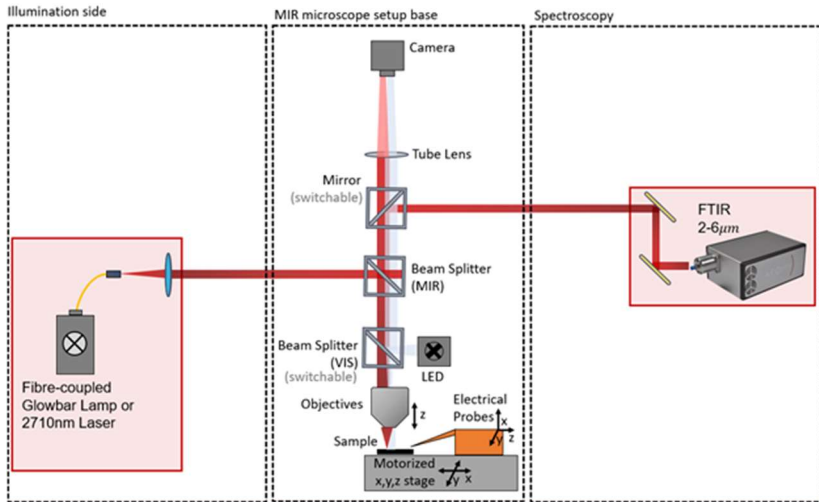 Illumination side
MIR microscope setup base
Spectroscopy
Camera
Tube Lens
Mirror
(switchable)
FTIR
2-6μm
Beam Splitter
(MIR)
Beam Splitter
(VIS)
(switchable)
LED
Fibre-coupled
Glowbar Lamp or
2710nm Laser
Objectives
z
Electrical
Probes
x
y
z
Sample
Motorized
x,y,z stage
y
x